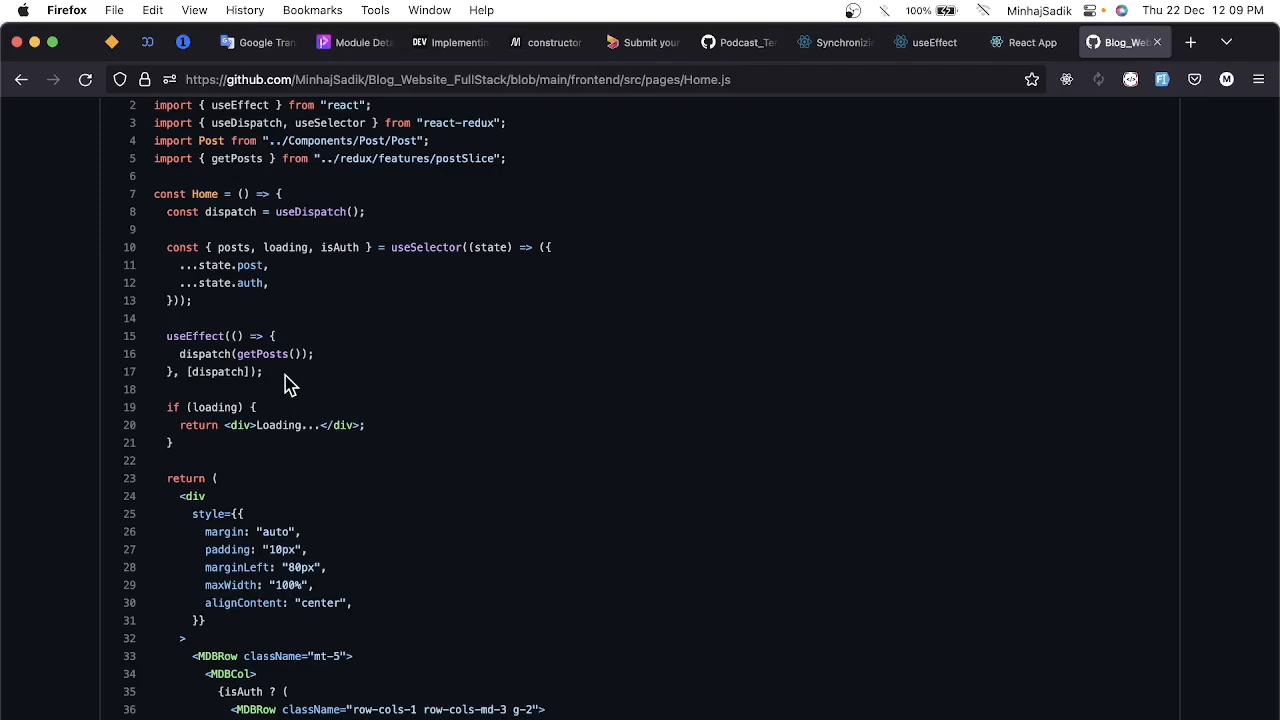 Firefox File Edit View History Bookmarks Tools Window Help 100% MinhajSadik Thu 22 Dec 12:09 PM
Google Tran Module Deta DEV Implementin constructor Submit your Podcast_Ter Synchronizin useEffect React App Blog_Web
https://github.com/MinhajSadik/Blog_Website_FullStack/blob/main/frontend/src/pages/Home.js
2 import { useEffect } from "react";
3 import { useDispatch, useSelector } from "react-redux";
4 import Post from "../Components/Post/Post";
5 import { getPosts } from "../redux/features/postSlice";
6
7 const Home = () => {
8 const dispatch = useDispatch();
9
10 const { posts, loading, isAuth } = useSelector((state) => ({
11 ...state.post,
12 ...state.auth,
13 }));
14
15 useEffect(() => {
16 dispatch(getPosts());
17 }, [dispatch]);
18
19 if (loading) {
20 return <div>Loading...</div>;
21 }
22
23 return (
24 <div
25 style={{
26 margin: "auto",
27 padding: "10px",
28 marginLeft: "80px",
29 maxWidth: "100%",
30 alignContent: "center",
31 }}
32 >
33 <MDBRow className="mt-5">
34 <MDBCol>
35 {isAuth ? (
36 <MDBRow className="row-cols-1 row-cols-md-3 g-2">